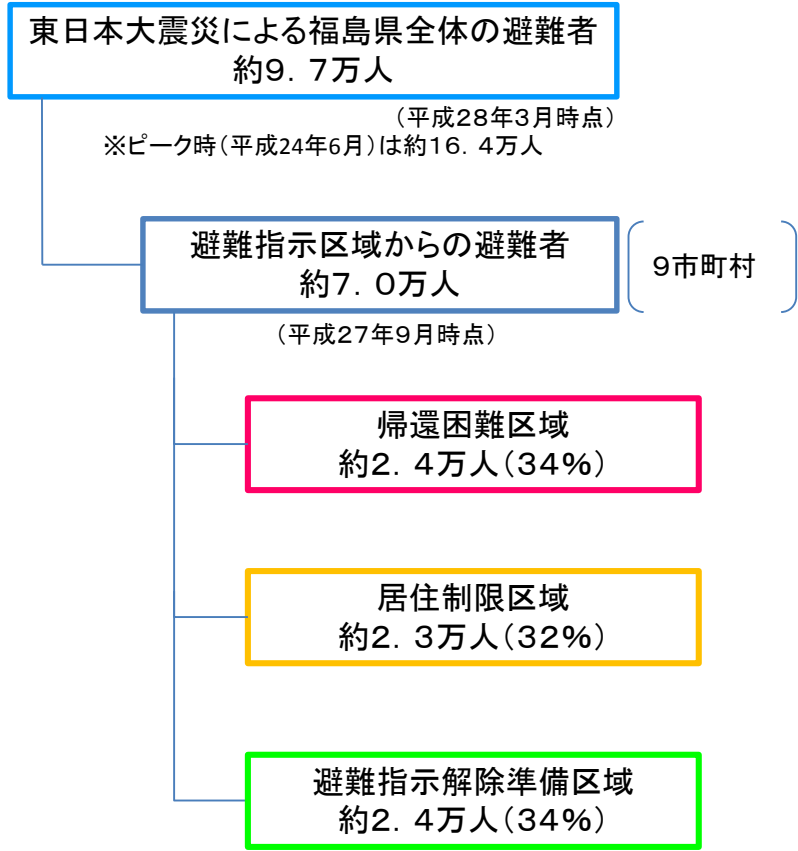 東日本大震災による福島県全体の避難者
約9．7万人
(平成28年3月時点)
※ピーク時(平成24年6月)は約16．4万人
避難指示区域からの避難者
約7．0万人
9市町村
(平成27年9月時点)
帰還困難区域
約2．4万人(34%)
居住制限区域
約2．3万人(32%)
避難指示解除準備区域
約2．4万人(34%)